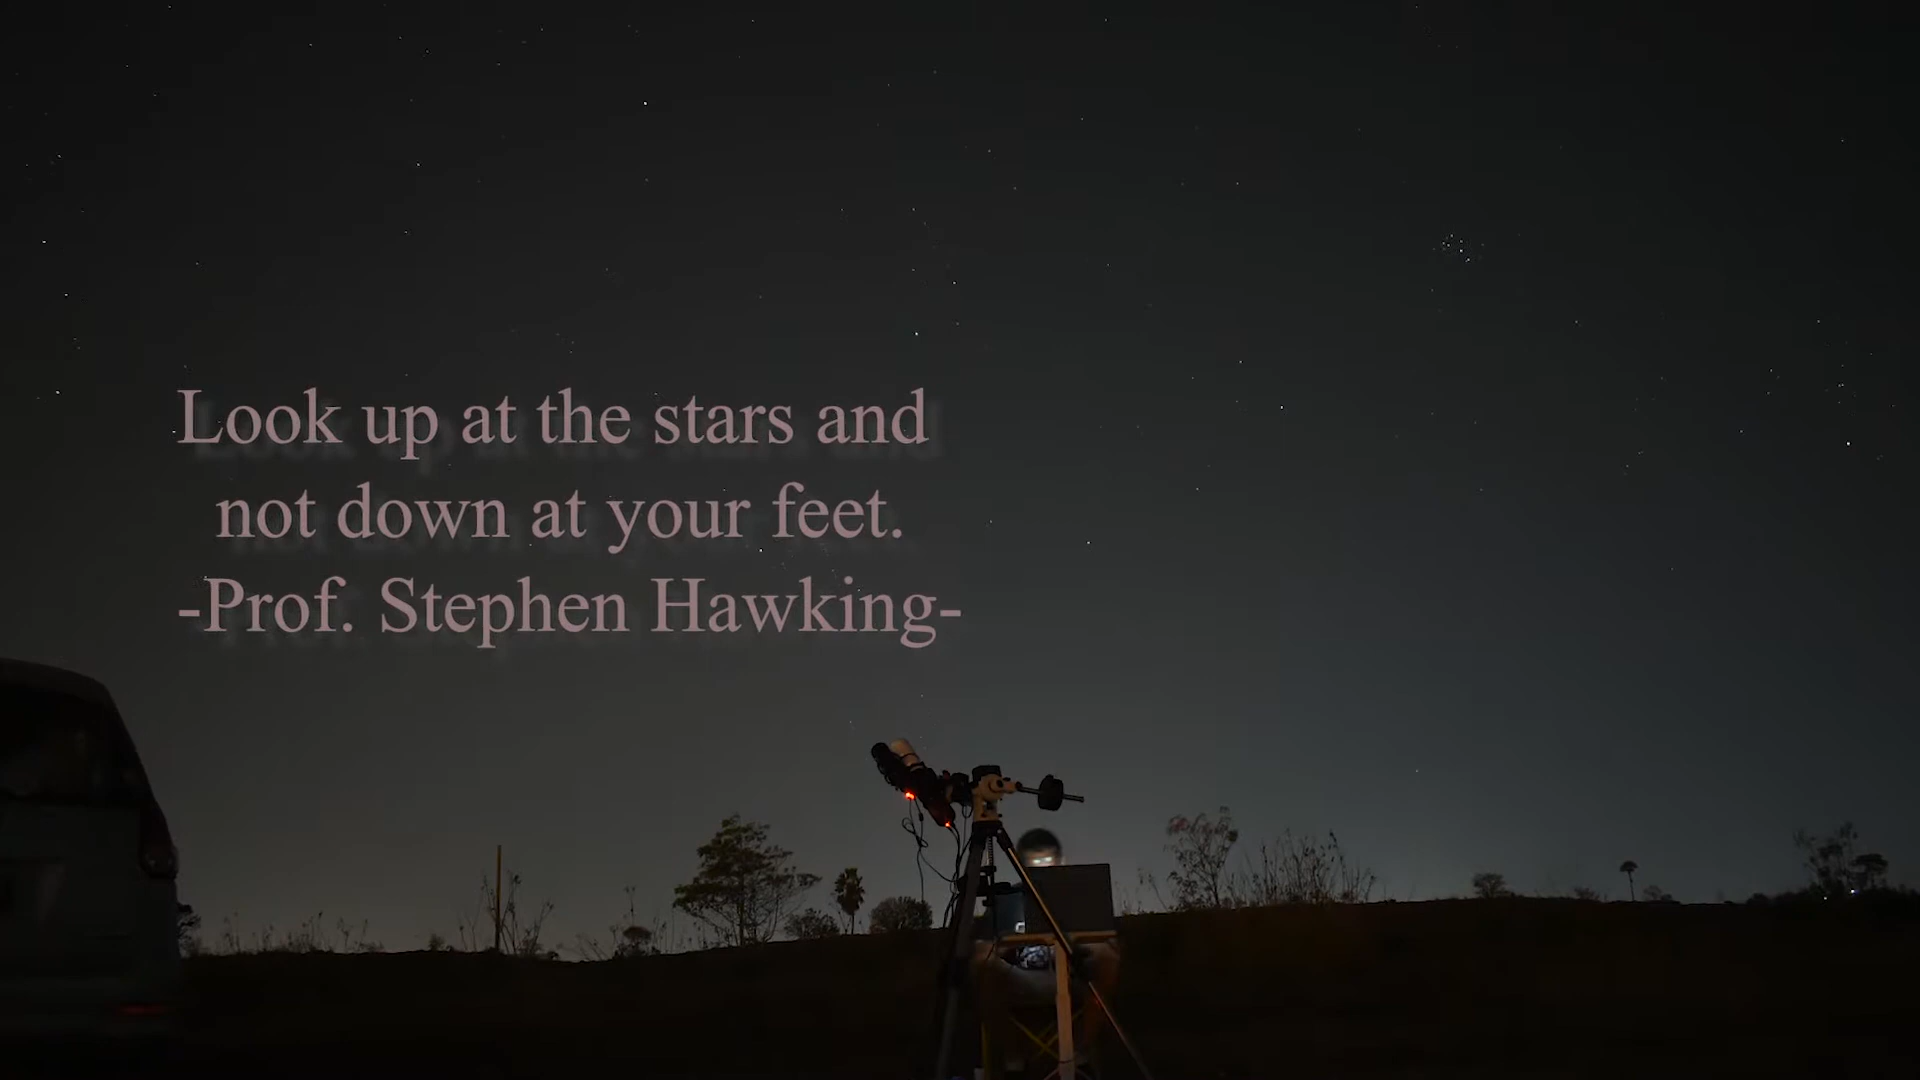 Look up at the stars and
not down at your feet.
-Prof. Stephen Hawking-